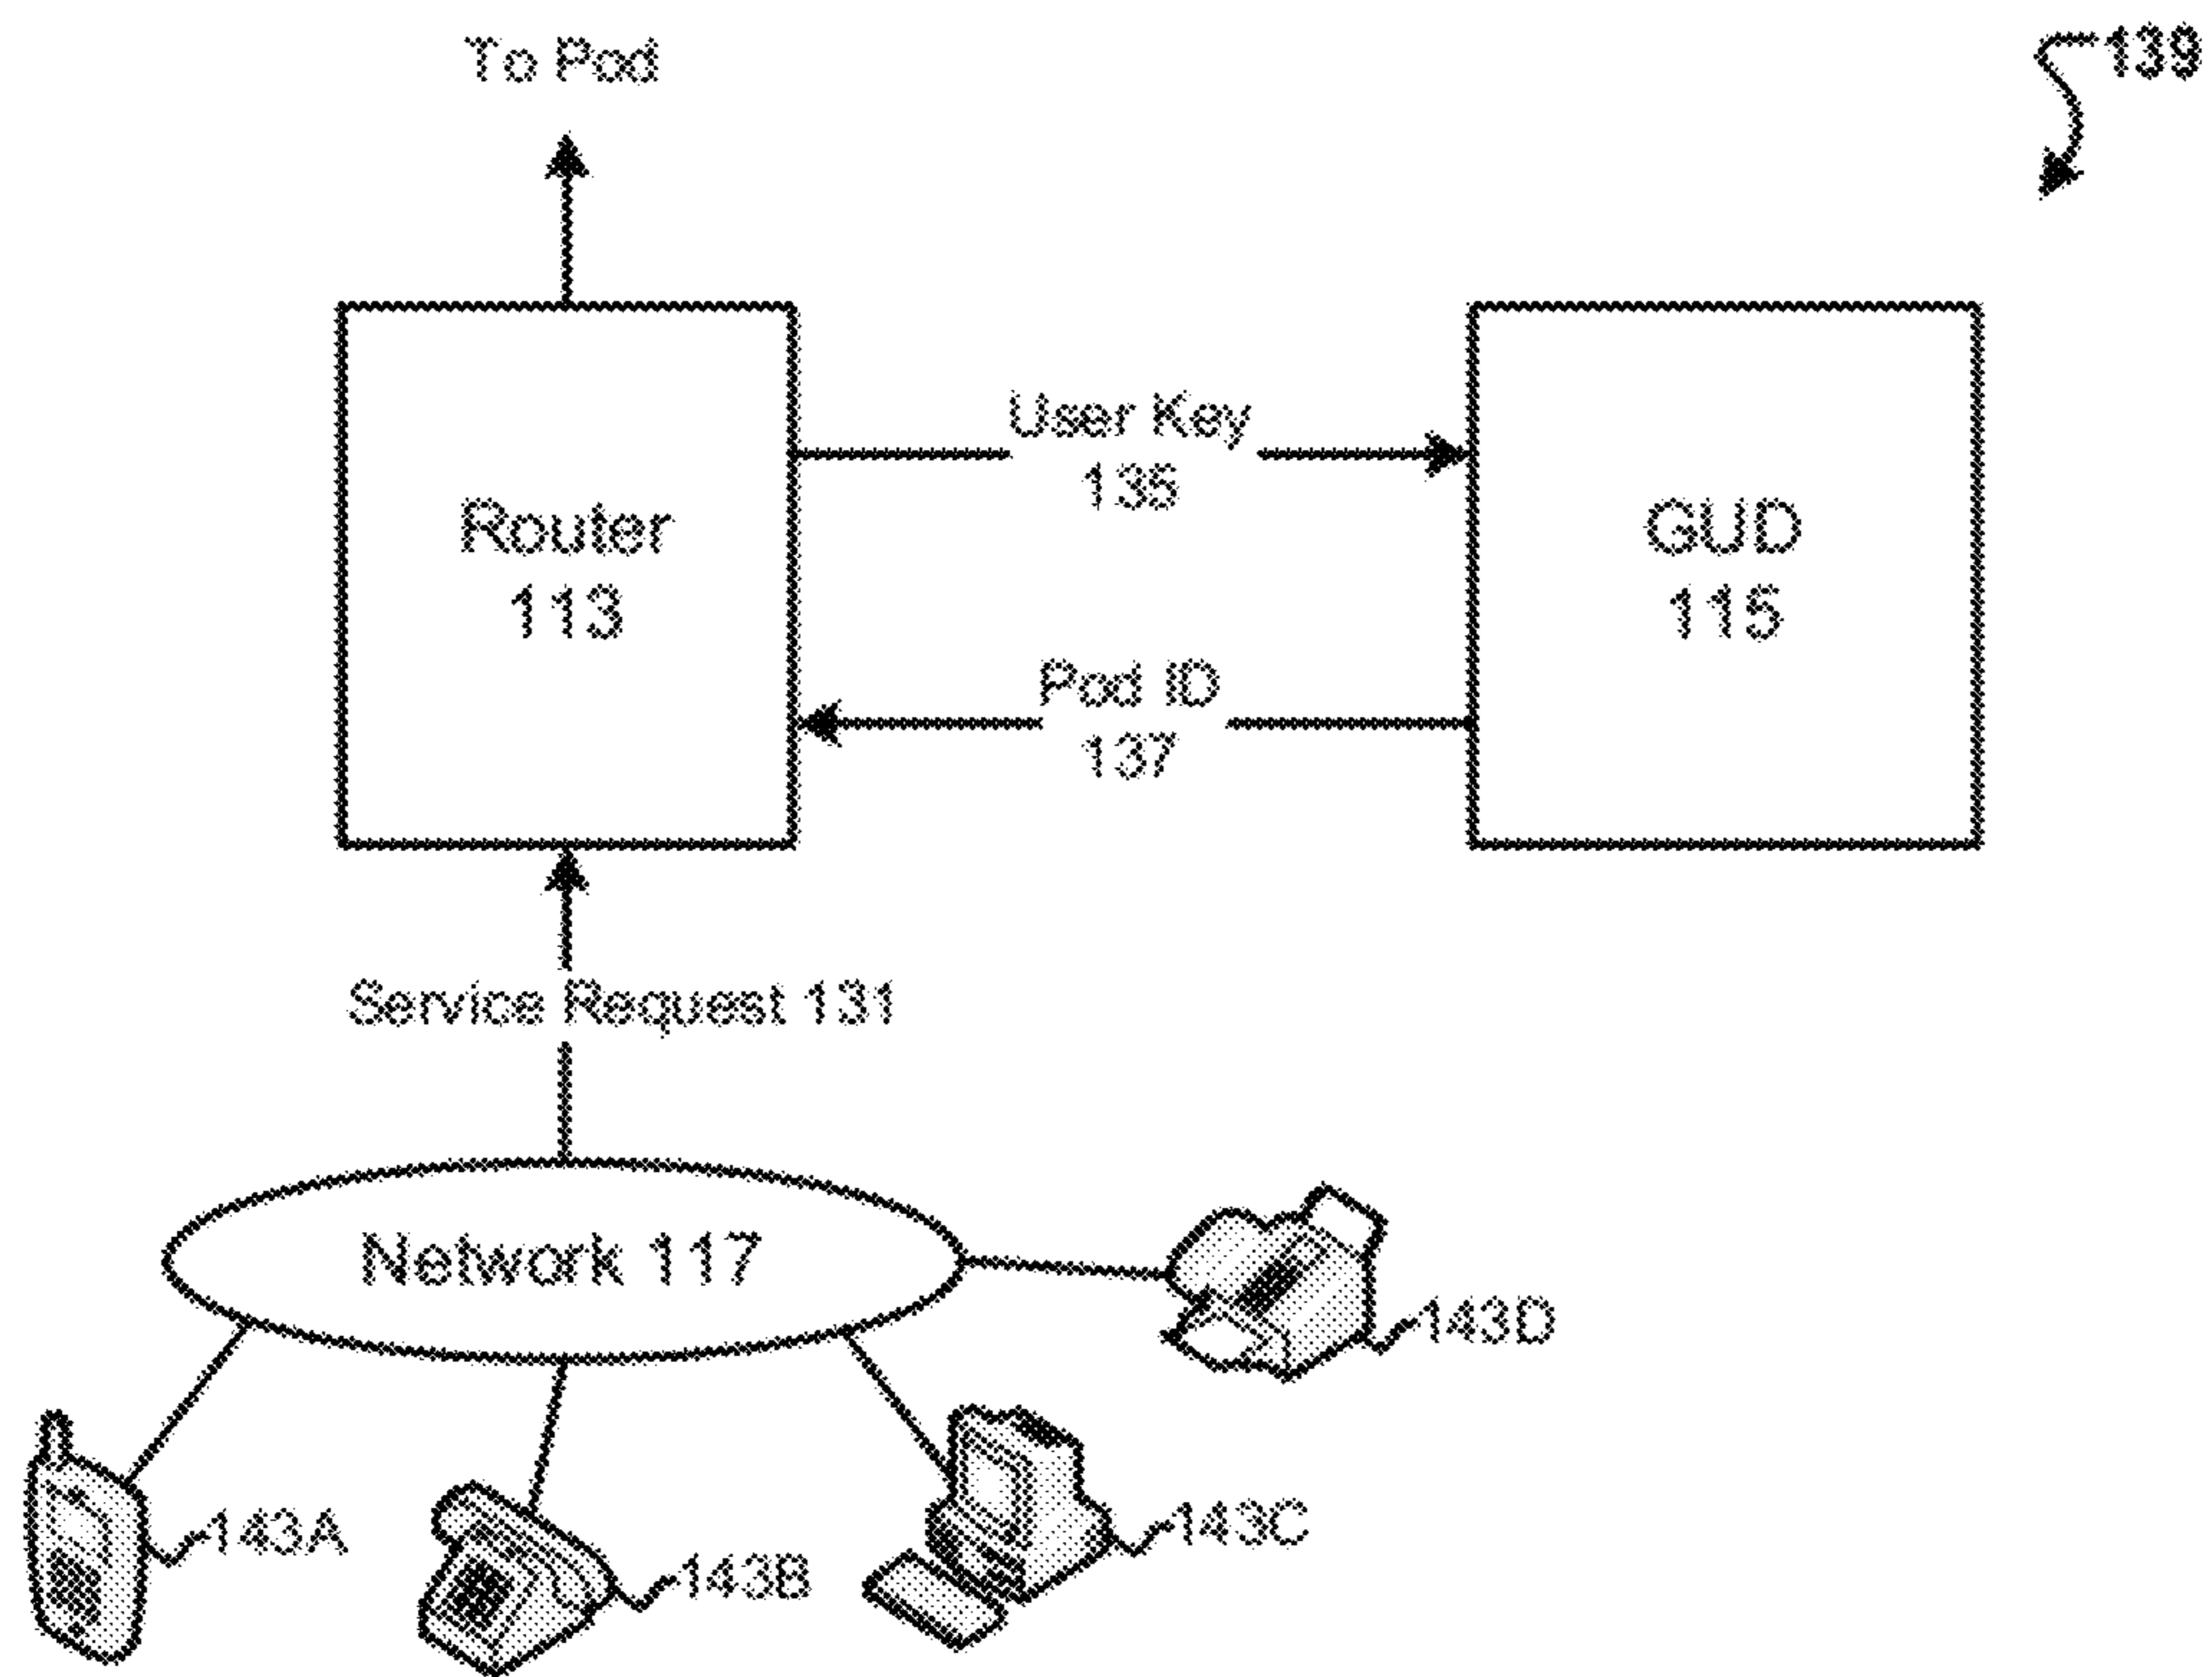 To Pod
139
User Key
135
Router
113
GUD
115
Pod ID
137
Service Request 131
Network 117
143D
143A
143B
143C